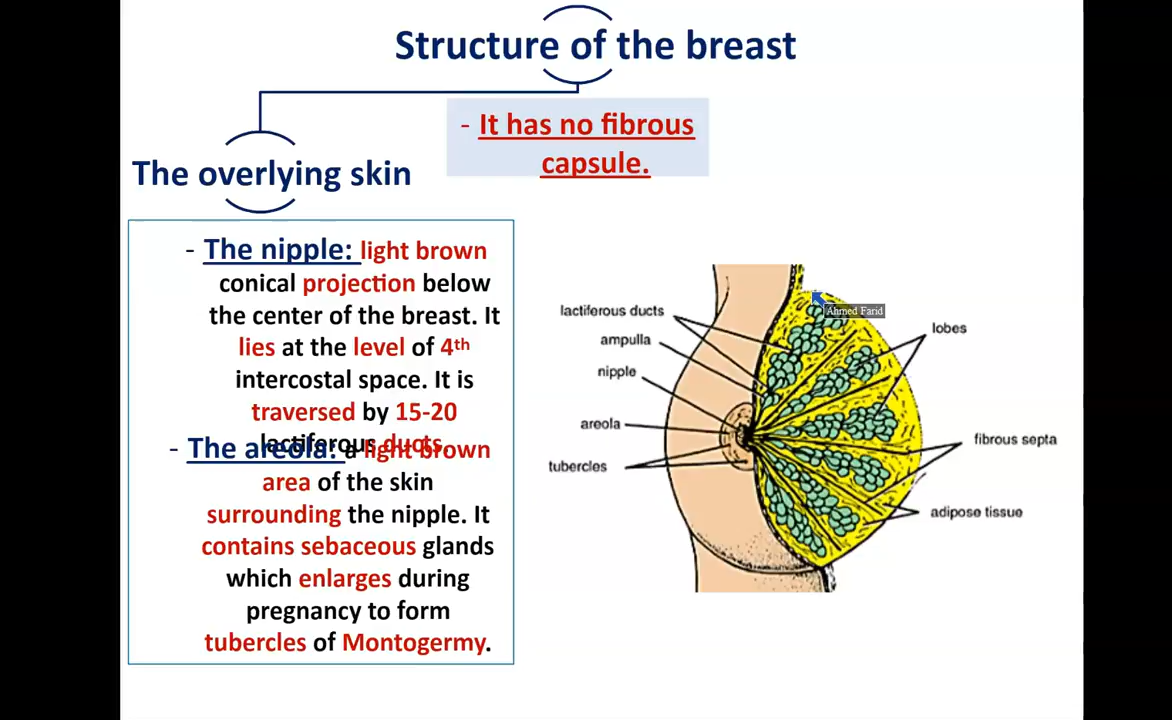 Structure of the breast
- It has no fibrous
capsule.
The overlying skin
- The nipple: light brown
conical projection below
the center of the breast. It
lies at the level of 4th
intercostal space. It is
traversed by 15-20
lactiferous ducts.
- The areola: a light brown
area of the skin
surrounding the nipple. It
contains sebaceous glands
which enlarges during
pregnancy to form
tubercles of Montogermy.
lactiferous ducts
ampulla
nipple
areola
tubercles
Ahmed Farid
lobes
fibrous septa
adipose tissue